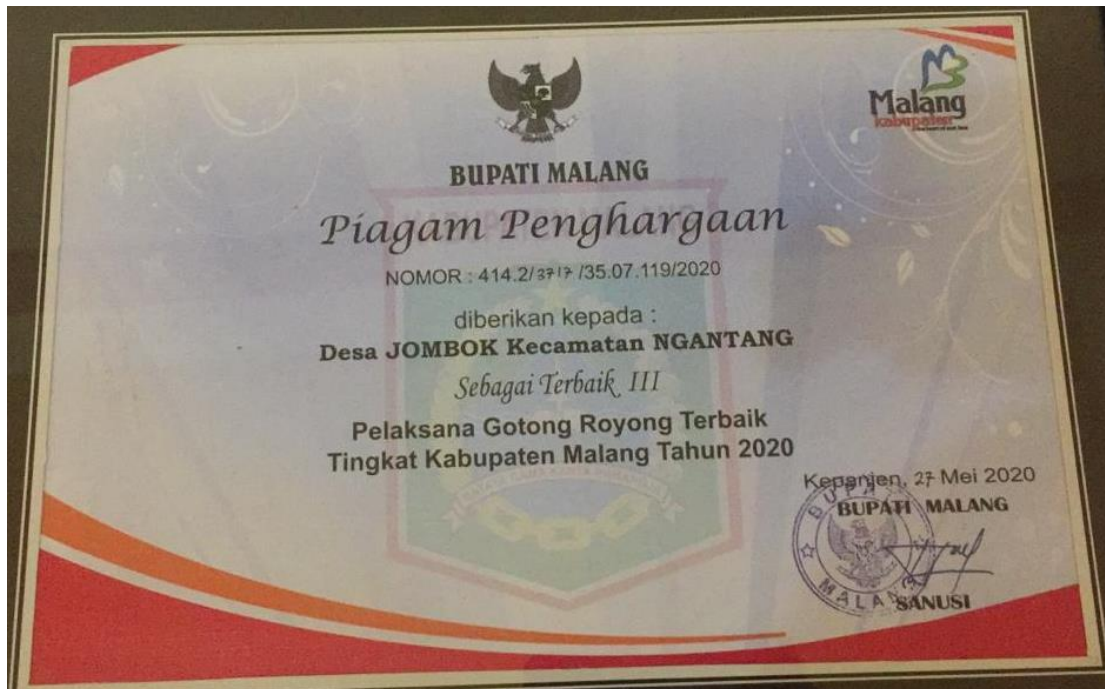 Malang
kabupaten
BUPATI MALANG
Piagam Penghargaan
NOMOR : 414.2/3717/35.07.119/2020
diberikan kepada :
Desa JOMBOK Kecamatan NGANTANG
Sebagai Terbaik III
Pelaksana Gotong Royong Terbaik
Tingkat Kabupaten Malang Tahun 2020
Kepanjen, 27 Mei 2020
BUPATI MALANG
BUPATI
MALANG
SANUSI